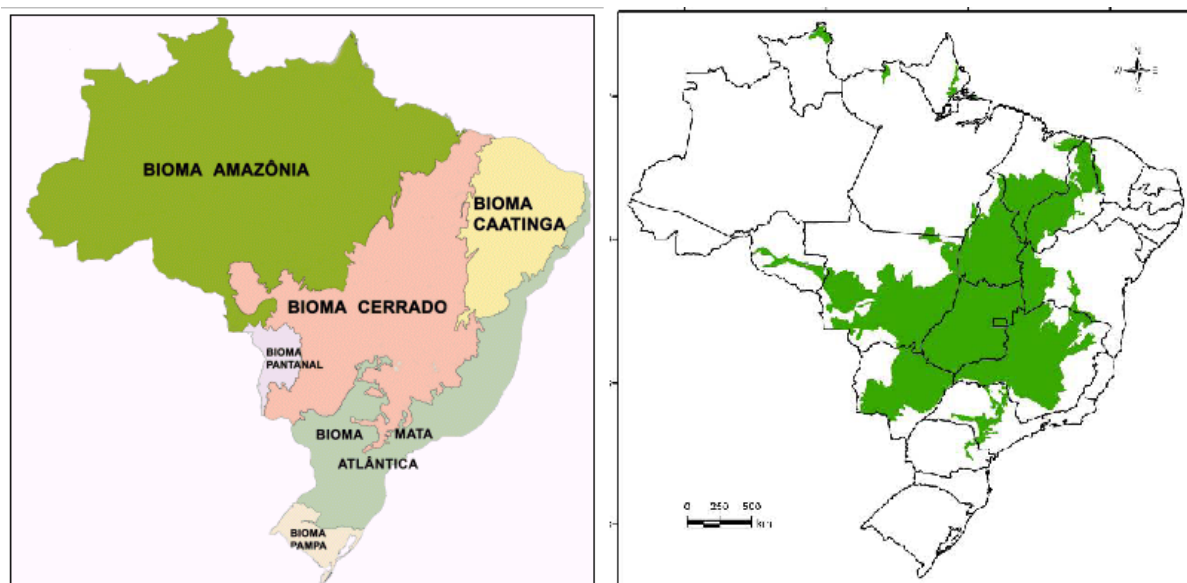 BIOMA AMAZÔNIA
BIOMA
CAATINGA
BIOMA CERRADO
BIOMA
PANTANAL
BIOMA MATA
ATLÂNTICA
BIOMA
PAMPA
N
W E
S
0 250 500
km